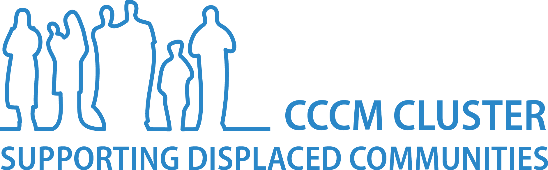 CCCM CLUSTER
SUPPORTING DISPLACED COMMUNITIES